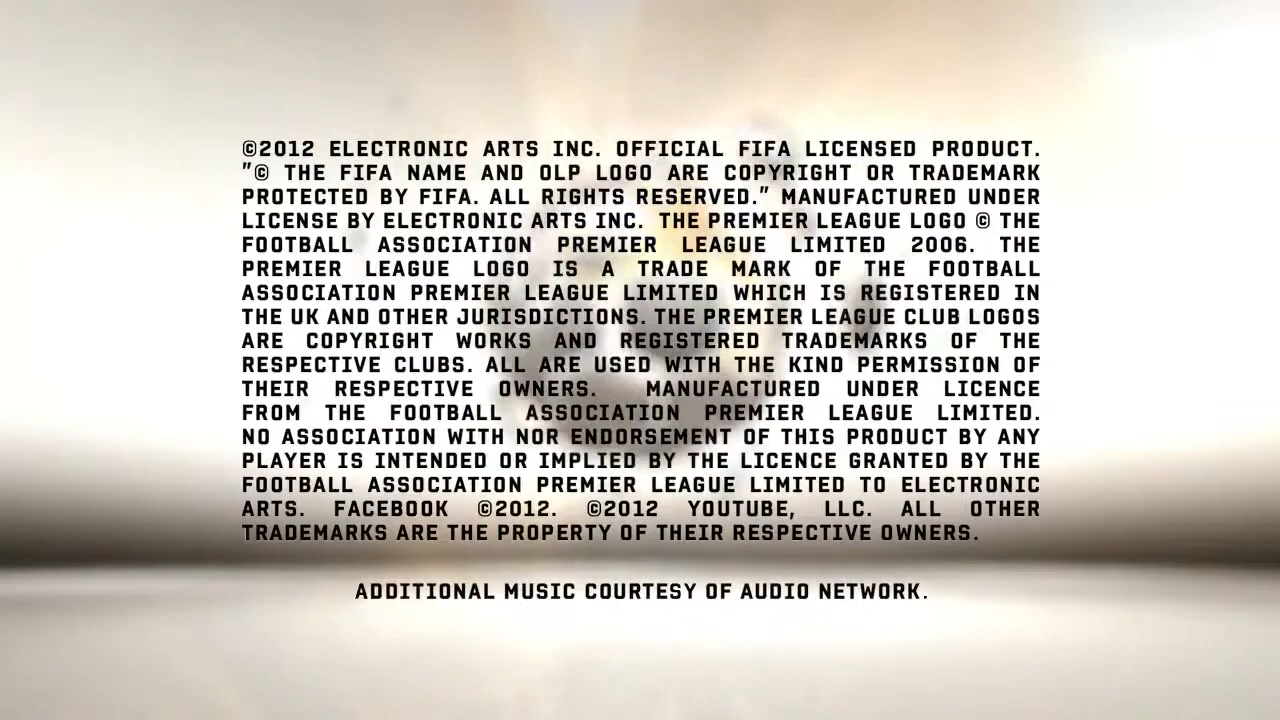 ©2012 ELECTRONIC ARTS INC. OFFICIAL FIFA LICENSED PRODUCT.
"© THE FIFA NAME AND OLP LOGO ARE COPYRIGHT OR TRADEMARK
PROTECTED BY FIFA. ALL RIGHTS RESERVED." MANUFACTURED UNDER
LICENSE BY ELECTRONIC ARTS INC. THE PREMIER LEAGUE LOGO © THE
FOOTBALL ASSOCIATION PREMIER LEAGUE LIMITED 2006. THE
PREMIER LEAGUE LOGO IS A TRADE MARK OF THE FOOTBALL
ASSOCIATION PREMIER LEAGUE LIMITED WHICH IS REGISTERED IN
THE UK AND OTHER JURISDICTIONS. THE PREMIER LEAGUE CLUB LOGOS
ARE COPYRIGHT WORKS AND REGISTERED TRADEMARKS OF THE
RESPECTIVE CLUBS. ALL ARE USED WITH THE KIND PERMISSION OF
THEIR RESPECTIVE OWNERS. MANUFACTURED UNDER LICENCE
FROM THE FOOTBALL ASSOCIATION PREMIER LEAGUE LIMITED.
NO ASSOCIATION WITH NOR ENDORSEMENT OF THIS PRODUCT BY ANY
PLAYER IS INTENDED OR IMPLIED BY THE LICENCE GRANTED BY THE
FOOTBALL ASSOCIATION PREMIER LEAGUE LIMITED TO ELECTRONIC
ARTS. FACEBOOK ©2012. ©2012 YOUTUBE, LLC. ALL OTHER
TRADEMARKS ARE THE PROPERTY OF THEIR RESPECTIVE OWNERS.
ADDITIONAL MUSIC COURTESY OF AUDIO NETWORK.